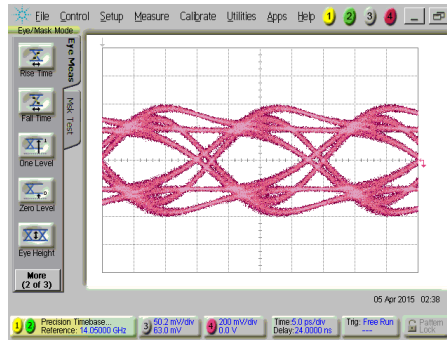 File Control Setup Measure Calibrate Utilities Apps Help 1 2 3 4
Eye/Mask Mode
Eye Meas
Mask Test
Rise Time
Fall Time
One Level
Zero Level
Eye Height
More
(2 of 3)
05 Apr 2015 02:38
1 2 Precision Timebase...
Reference: 14.05000 GHz
3 50.2 mV/div
63.0 mV
4 200 mV/div
0.0 V
Time:5.0 ps/div
Delay:24.0000 ns
Trig: Free Run
---
Pattern
Lock